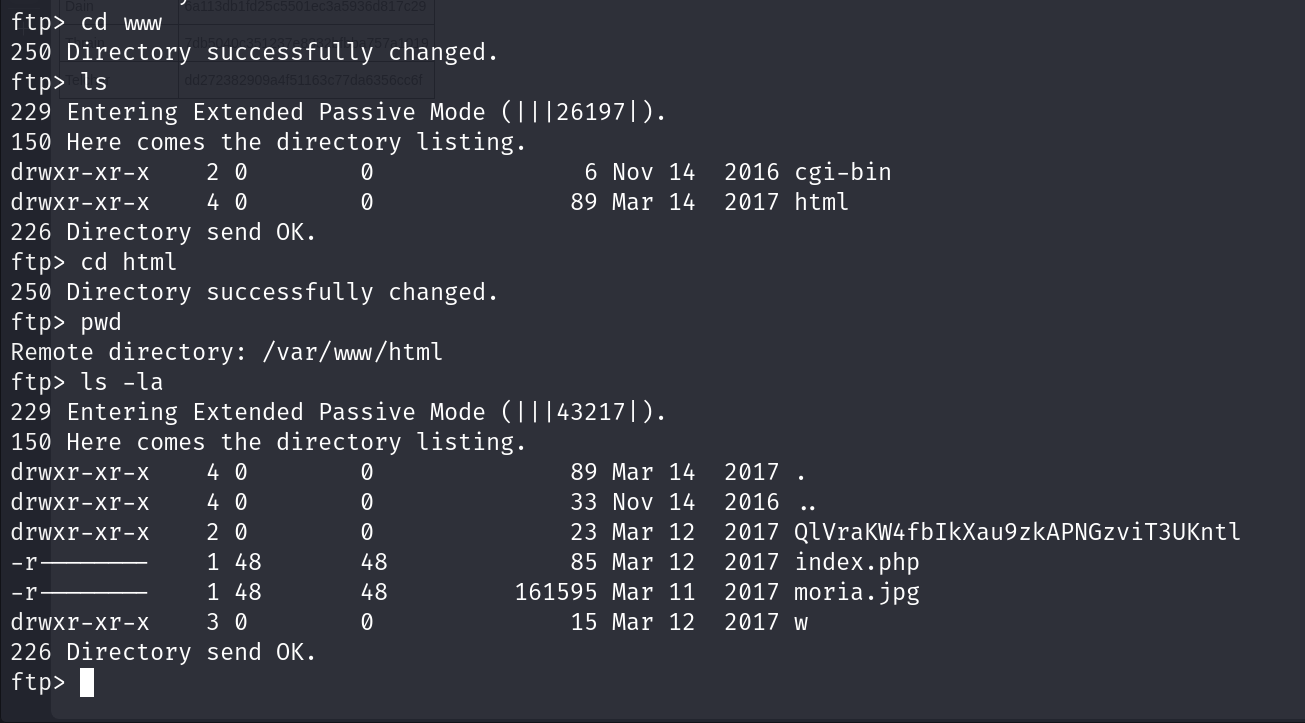 Dain 6a113db1fd25c5501ec3a5936d817c29
ftp> cd www
250 Directory successfully changed.
ftp> ls
dd272382909a4f51163c77da6356cc6f
229 Entering Extended Passive Mode (|||26197|).
150 Here comes the directory listing.
drwxr-xr-x    2 0        0               6 Nov 14  2016 cgi-bin
drwxr-xr-x    4 0        0              89 Mar 14  2017 html
226 Directory send OK.
ftp> cd html
250 Directory successfully changed.
ftp> pwd
Remote directory: /var/www/html
ftp> ls -la
229 Entering Extended Passive Mode (|||43217|).
150 Here comes the directory listing.
drwxr-xr-x    4 0        0              89 Mar 14  2017 .
drwxr-xr-x    4 0        0              33 Nov 14  2016 ..
drwxr-xr-x    2 0        0              23 Mar 12  2017 QlVraKW4fbIkXau9zkAPNGzviT3UKntl
-r--------    1 48       48             85 Mar 12  2017 index.php
-r--------    1 48       48         161595 Mar 11  2017 moria.jpg
drwxr-xr-x    3 0        0              15 Mar 12  2017 w
226 Directory send OK.
ftp>